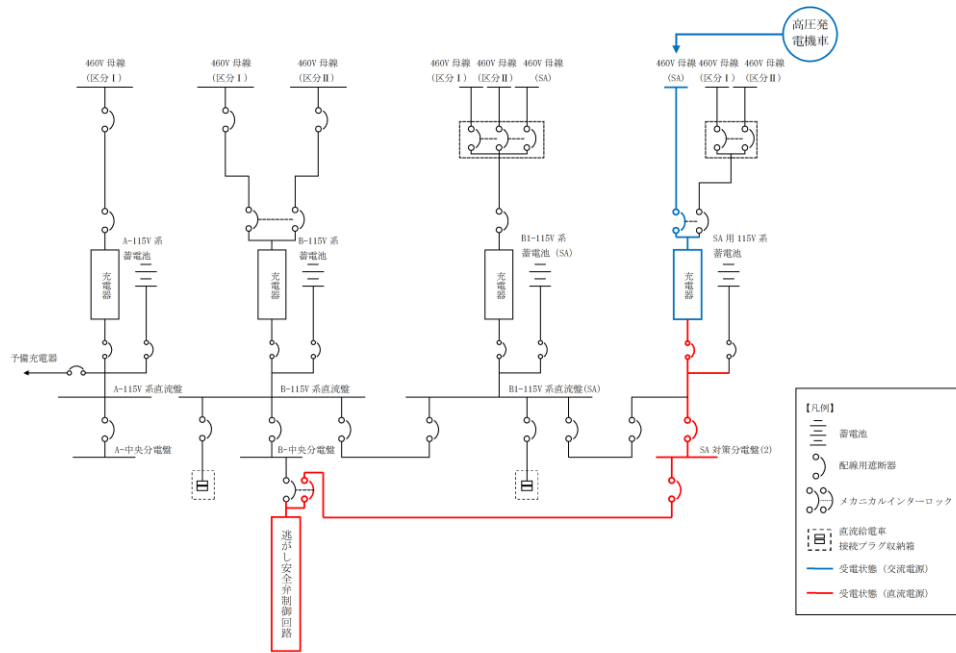 高圧発
電機車
460V 母線
(区分Ⅰ)
460V 母線
(区分Ⅰ)
460V 母線
(区分Ⅱ)
460V 母線
(区分Ⅰ)
460V 母線
(区分Ⅱ)
460V 母線
(SA)
460V 母線
(SA)
460V 母線
(区分Ⅰ)
460V 母線
(区分Ⅱ)
A-115V 系
蓄電池
B-115V 系
蓄電池
B1-115V 系
蓄電池 (SA)
SA 用 115V 系
蓄電池
充電器
充電器
充電器
充電器
予備充電器
A-115V 系直流盤
B-115V 系直流盤
B1-115V 系直流盤(SA)
A-中央分電盤
B-中央分電盤
SA 対策分電盤(2)
逃がし安全弁制御回路
【凡例】
蓄電池
配線用遮断器
メカニカルインターロック
直流給電車
接続プラグ収納箱
受電状態 (交流電源)
受電状態 (直流電源)